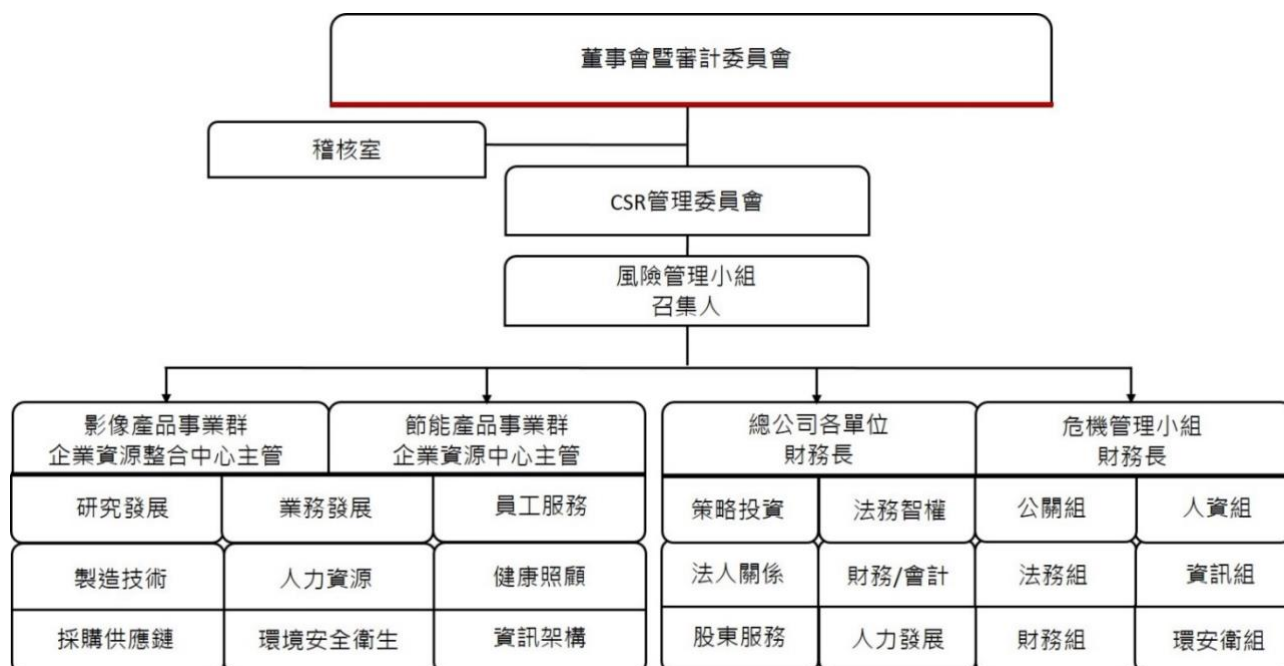 董事會暨審計委員會
稽核室
CSR管理委員會
風險管理小組
召集人
影像產品事業群
企業資源整合中心主管
節能產品事業群
企業資源中心主管
總公司各單位
財務長
危機管理小組
財務長
研究發展
業務發展
員工服務
策略投資
法務智權
公關組
人資組
製造技術
人力資源
健康照顧
法人關係
財務/會計
法務組
資訊組
採購供應鏈
環境安全衛生
資訊架構
股東服務
人力發展
財務組
環安衛組